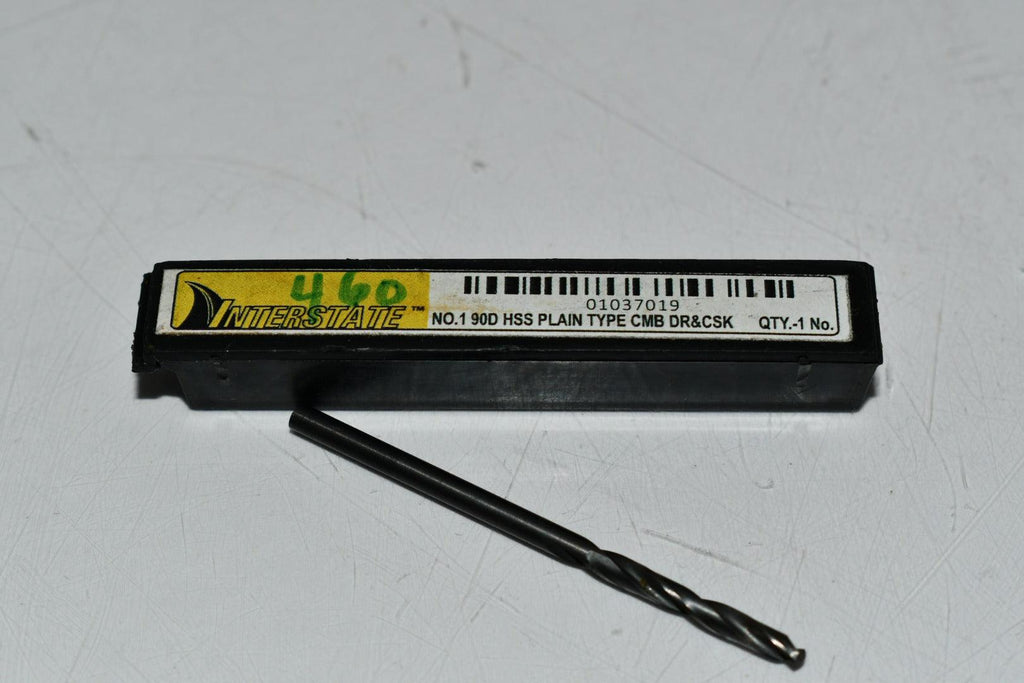 460
INTERSTATE™
01037019
NO.1 90D HSS PLAIN TYPE CMB DR&CSK QTY.-1 No.